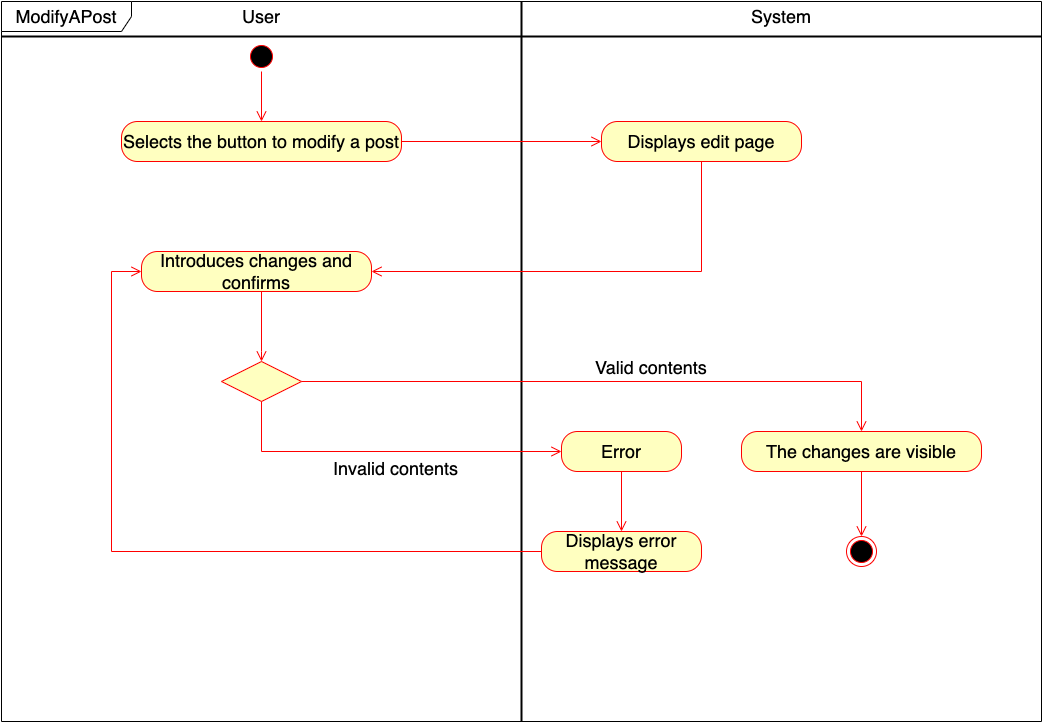 ModifyAPost
User
System
Selects the button to modify a post
Displays edit page
Introduces changes and
confirms
Valid contents
Invalid contents
Error
The changes are visible
Displays error
message